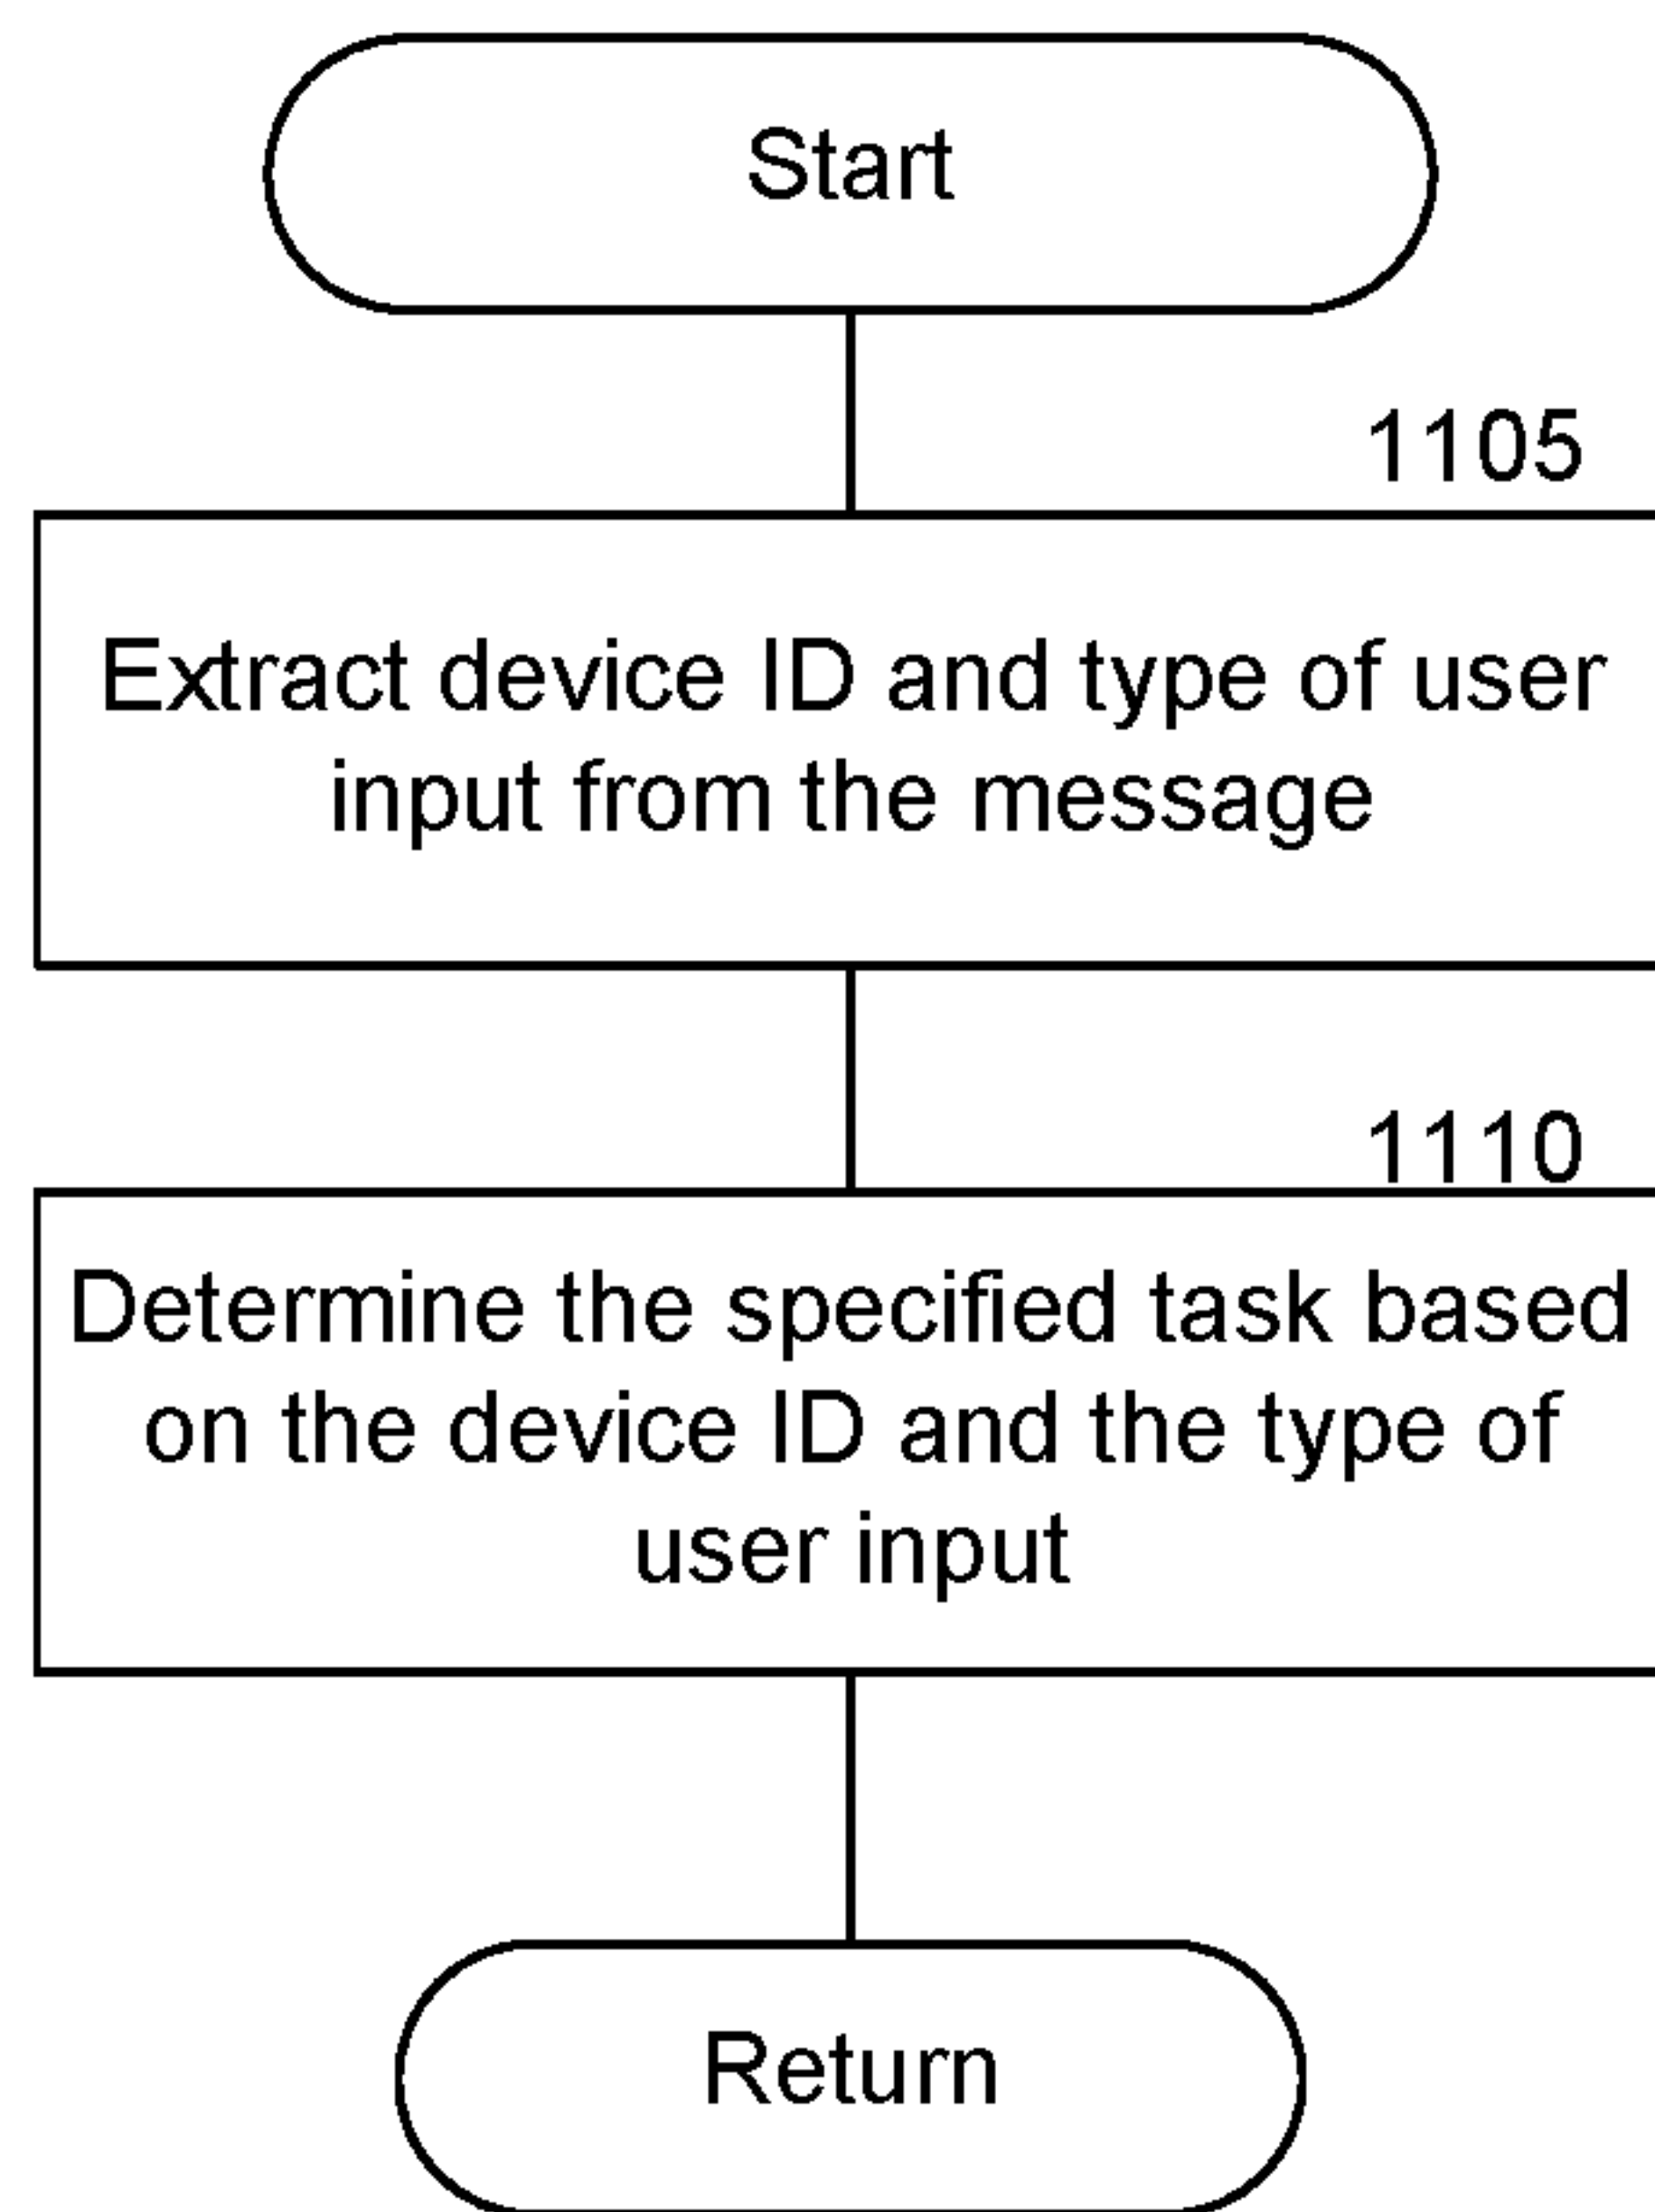 Start
1105
Extract device ID and type of user
input from the message
1110
Determine the specified task based
on the device ID and the type of
user input
Return